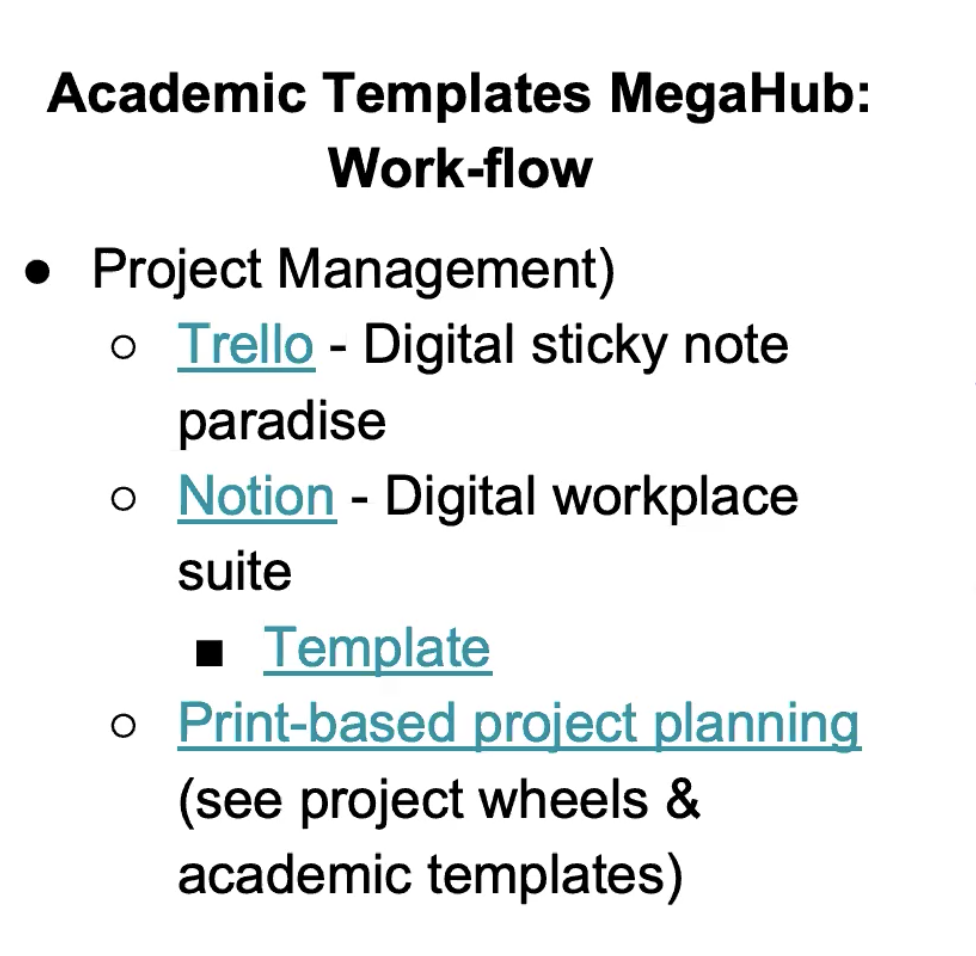 Academic Templates MegaHub:
Work-flow
● Project Management)
○ Trello - Digital sticky note
paradise
○ Notion - Digital workplace
suite
■ Template
○ Print-based project planning
(see project wheels &
academic templates)